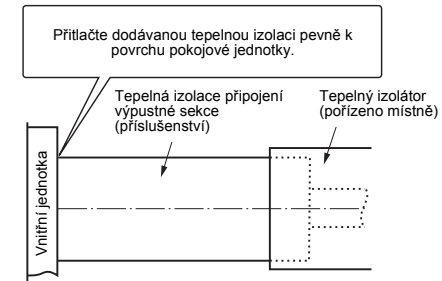 Přitlačte dodávanou tepelnou izolaci pevně k
povrchu pokojové jednotky.
Tepelná izolace připojení
výpustné sekce
(příslušenství)
Tepelný izolátor
(pořízeno místně)
Vnitřní jednotka